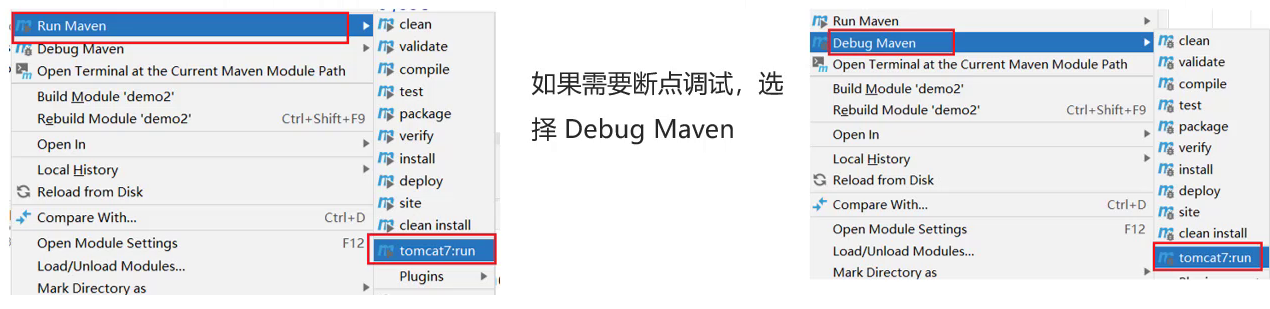 Run Maven
Debug Maven
Open Terminal at the Current Maven Module Path
Build Module 'demo2'
Rebuild Module 'demo2' Ctrl+Shift+F9
Open In
Local History
Reload from Disk
Compare With... Ctrl+D
Open Module Settings F12
Load/Unload Modules...
Mark Directory as
clean
validate
compile
test
package
verify
install
deploy
site
clean install
tomcat7:run
Plugins
如果需要断点调试，选
择 Debug Maven
Run Maven
Debug Maven
Open Terminal at the Current Maven Module Path
Build Module 'demo2'
Rebuild Module 'demo2' Ctrl+Shift+F9
Open In
Local History
Reload from Disk
Compare With... Ctrl+D
Open Module Settings F12
Load/Unload Modules...
Mark Directory as
clean
validate
compile
test
package
verify
install
deploy
site
clean install
tomcat7:run